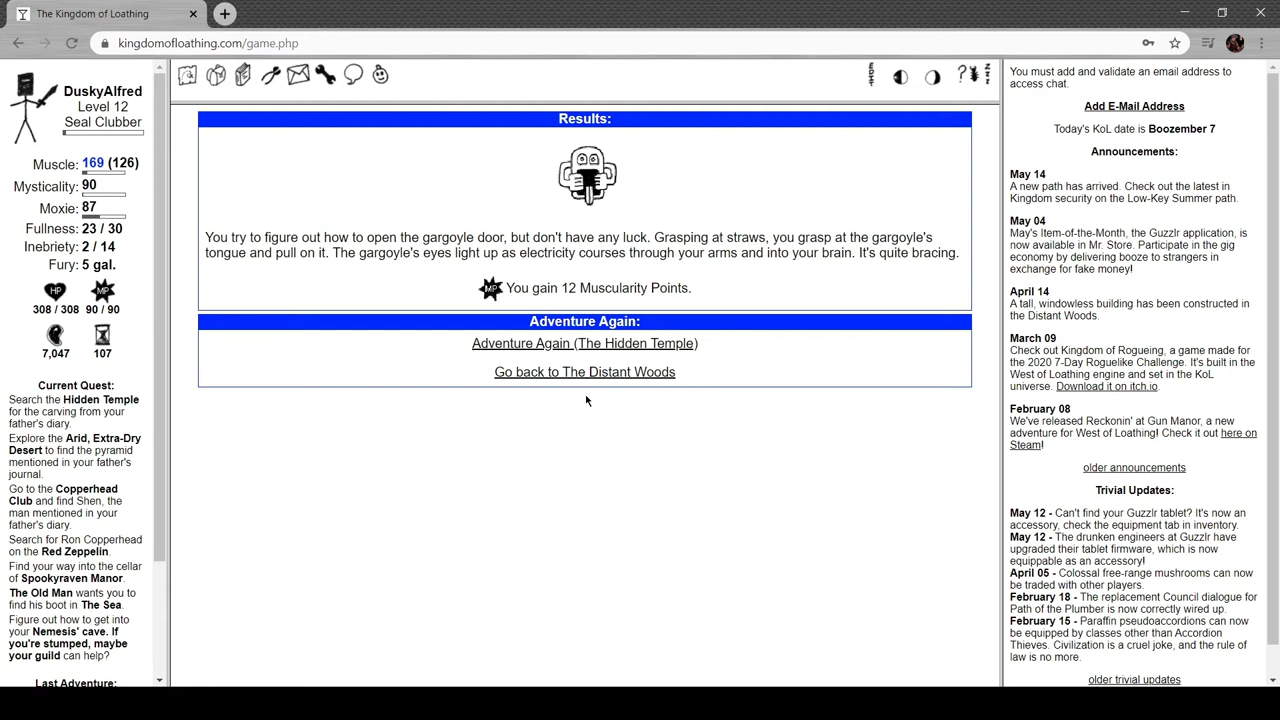 The Kingdom of Loathing
kingdomofloathing.com/game.php
DuskyAlfred
Level 12
Seal Clubber
Muscle: 169 (126)
Mysticality: 90
Moxie: 87
Fullness: 23 / 30
Inebriety: 2 / 14
Fury: 5 gal.
HP
MP
308 / 308 90 / 90
7,047 107
Current Quest:
Search the Hidden Temple
for the carving from your
father's diary.
Explore the Arid, Extra-Dry
Desert to find the pyramid
mentioned in your father's
journal.
Go to the Copperhead
Club and find Shen, the
man mentioned in your
father's diary.
Search for Ron Copperhead
on the Red Zeppelin.
Find your way into the cellar
of Spookyraven Manor.
The Old Man wants you to
find his boot in The Sea.
Figure out how to get into
your Nemesis' cave. If
you're stumped, maybe
your guild can help?
Last Adventure:
Results:
You try to figure out how to open the gargoyle door, but don't have any luck. Grasping at straws, you grasp at the gargoyle's
tongue and pull on it. The gargoyle's eyes light up as electricity courses through your arms and into your brain. It's quite bracing.
MP You gain 12 Muscularity Points.
Adventure Again:
Adventure Again (The Hidden Temple)
Go back to The Distant Woods
You must add and validate an email address to
access chat.
Add E-Mail Address
Today's KoL date is Boozember 7
Announcements:
May 14
A new path has arrived. Check out the latest in
Kingdom security on the Low-Key Summer path.
May 04
May's Item-of-the-Month, the Guzzlr application, is
now available in Mr. Store. Participate in the gig
economy by delivering booze to strangers in
exchange for fake money!
April 14
A tall, windowless building has been constructed in
the Distant Woods.
March 09
Check out Kingdom of Rogueing, a game made for
the 2020 7-Day Roguelike Challenge. It's built in the
West of Loathing engine and set in the KoL
universe. Download it on itch.io.
February 08
We've released Reckonin' at Gun Manor, a new
adventure for West of Loathing! Check it out here on
Steam!
older announcements
Trivial Updates:
May 12 - Can't find your Guzzlr tablet? It's now an
accessory, check the equipment tab in inventory.
May 12 - The drunken engineers at Guzzlr have
upgraded their tablet firmware, which is now
equippable as an accessory!
April 05 - Colossal free-range mushrooms can now
be traded with other players.
February 18 - The replacement Council dialogue for
Path of the Plumber is now correctly wired up.
February 15 - Paraffin pseudoaccordions can now
be equipped by classes other than Accordion
Thieves. Civilization is a cruel joke, and the rule of
law is no more.
older trivial updates